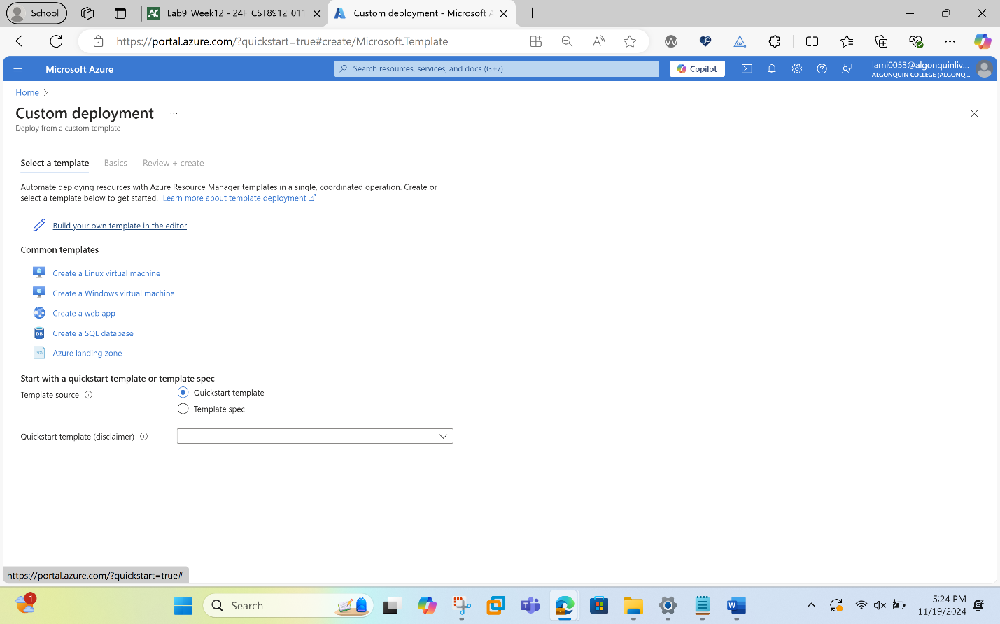 School
Lab9_Week12 - 24F_CST8912_011
Custom deployment - Microsoft A
https://portal.azure.com/?quickstart=true#create/Microsoft.Template
Microsoft Azure
Search resources, services, and docs (G+/)
Copilot
lami0053@algonquinliv...
ALGONQUIN COLLEGE (ALGONQ...
Home
Custom deployment
...
Deploy from a custom template
Select a template
Basics
Review + create
Automate deploying resources with Azure Resource Manager templates in a single, coordinated operation. Create or
select a template below to get started. Learn more about template deployment
Build your own template in the editor
Common templates
Create a Linux virtual machine
Create a Windows virtual machine
Create a web app
DB Create a SQL database
Azure landing zone
Start with a quickstart template or template spec
Template source
Quickstart template
Template spec
Quickstart template (disclaimer)
https://portal.azure.com/?quickstart=true#
1
Search
5:24 PM
11/19/2024